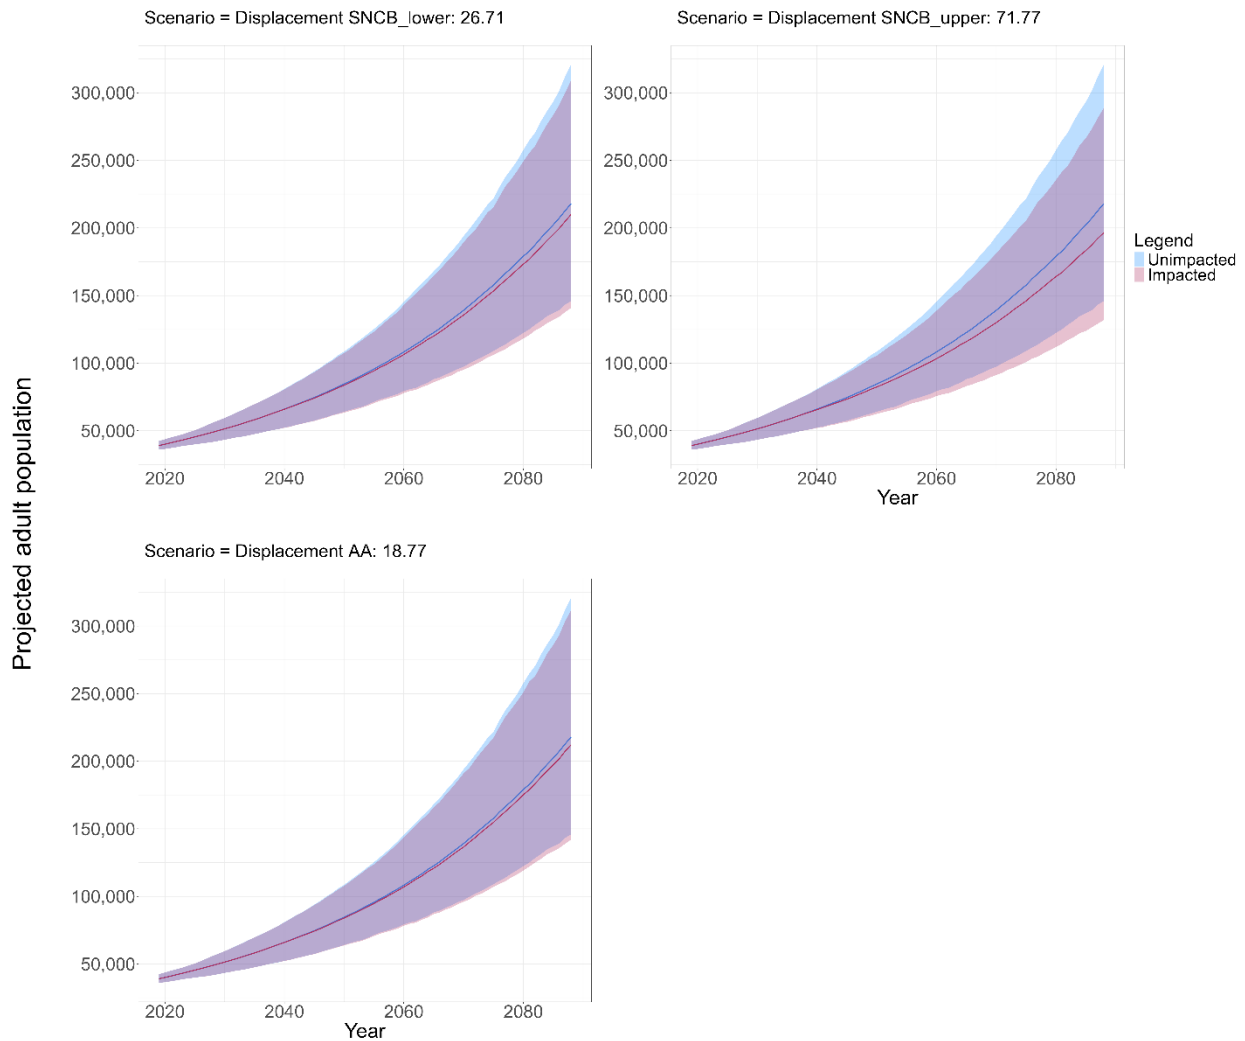 Scenario = Displacement SNCB_lower: 26.71
Scenario = Displacement SNCB_upper: 71.77
300,000
250,000
200,000
150,000
100,000
50,000
2020 2040 2060 2080
300,000
250,000
200,000
150,000
100,000
50,000
2020 2040 2060 2080
Year
Legend
Unimpacted
Impacted
Projected adult population
Scenario = Displacement AA: 18.77
300,000
250,000
200,000
150,000
100,000
50,000
2020 2040 2060 2080
Year